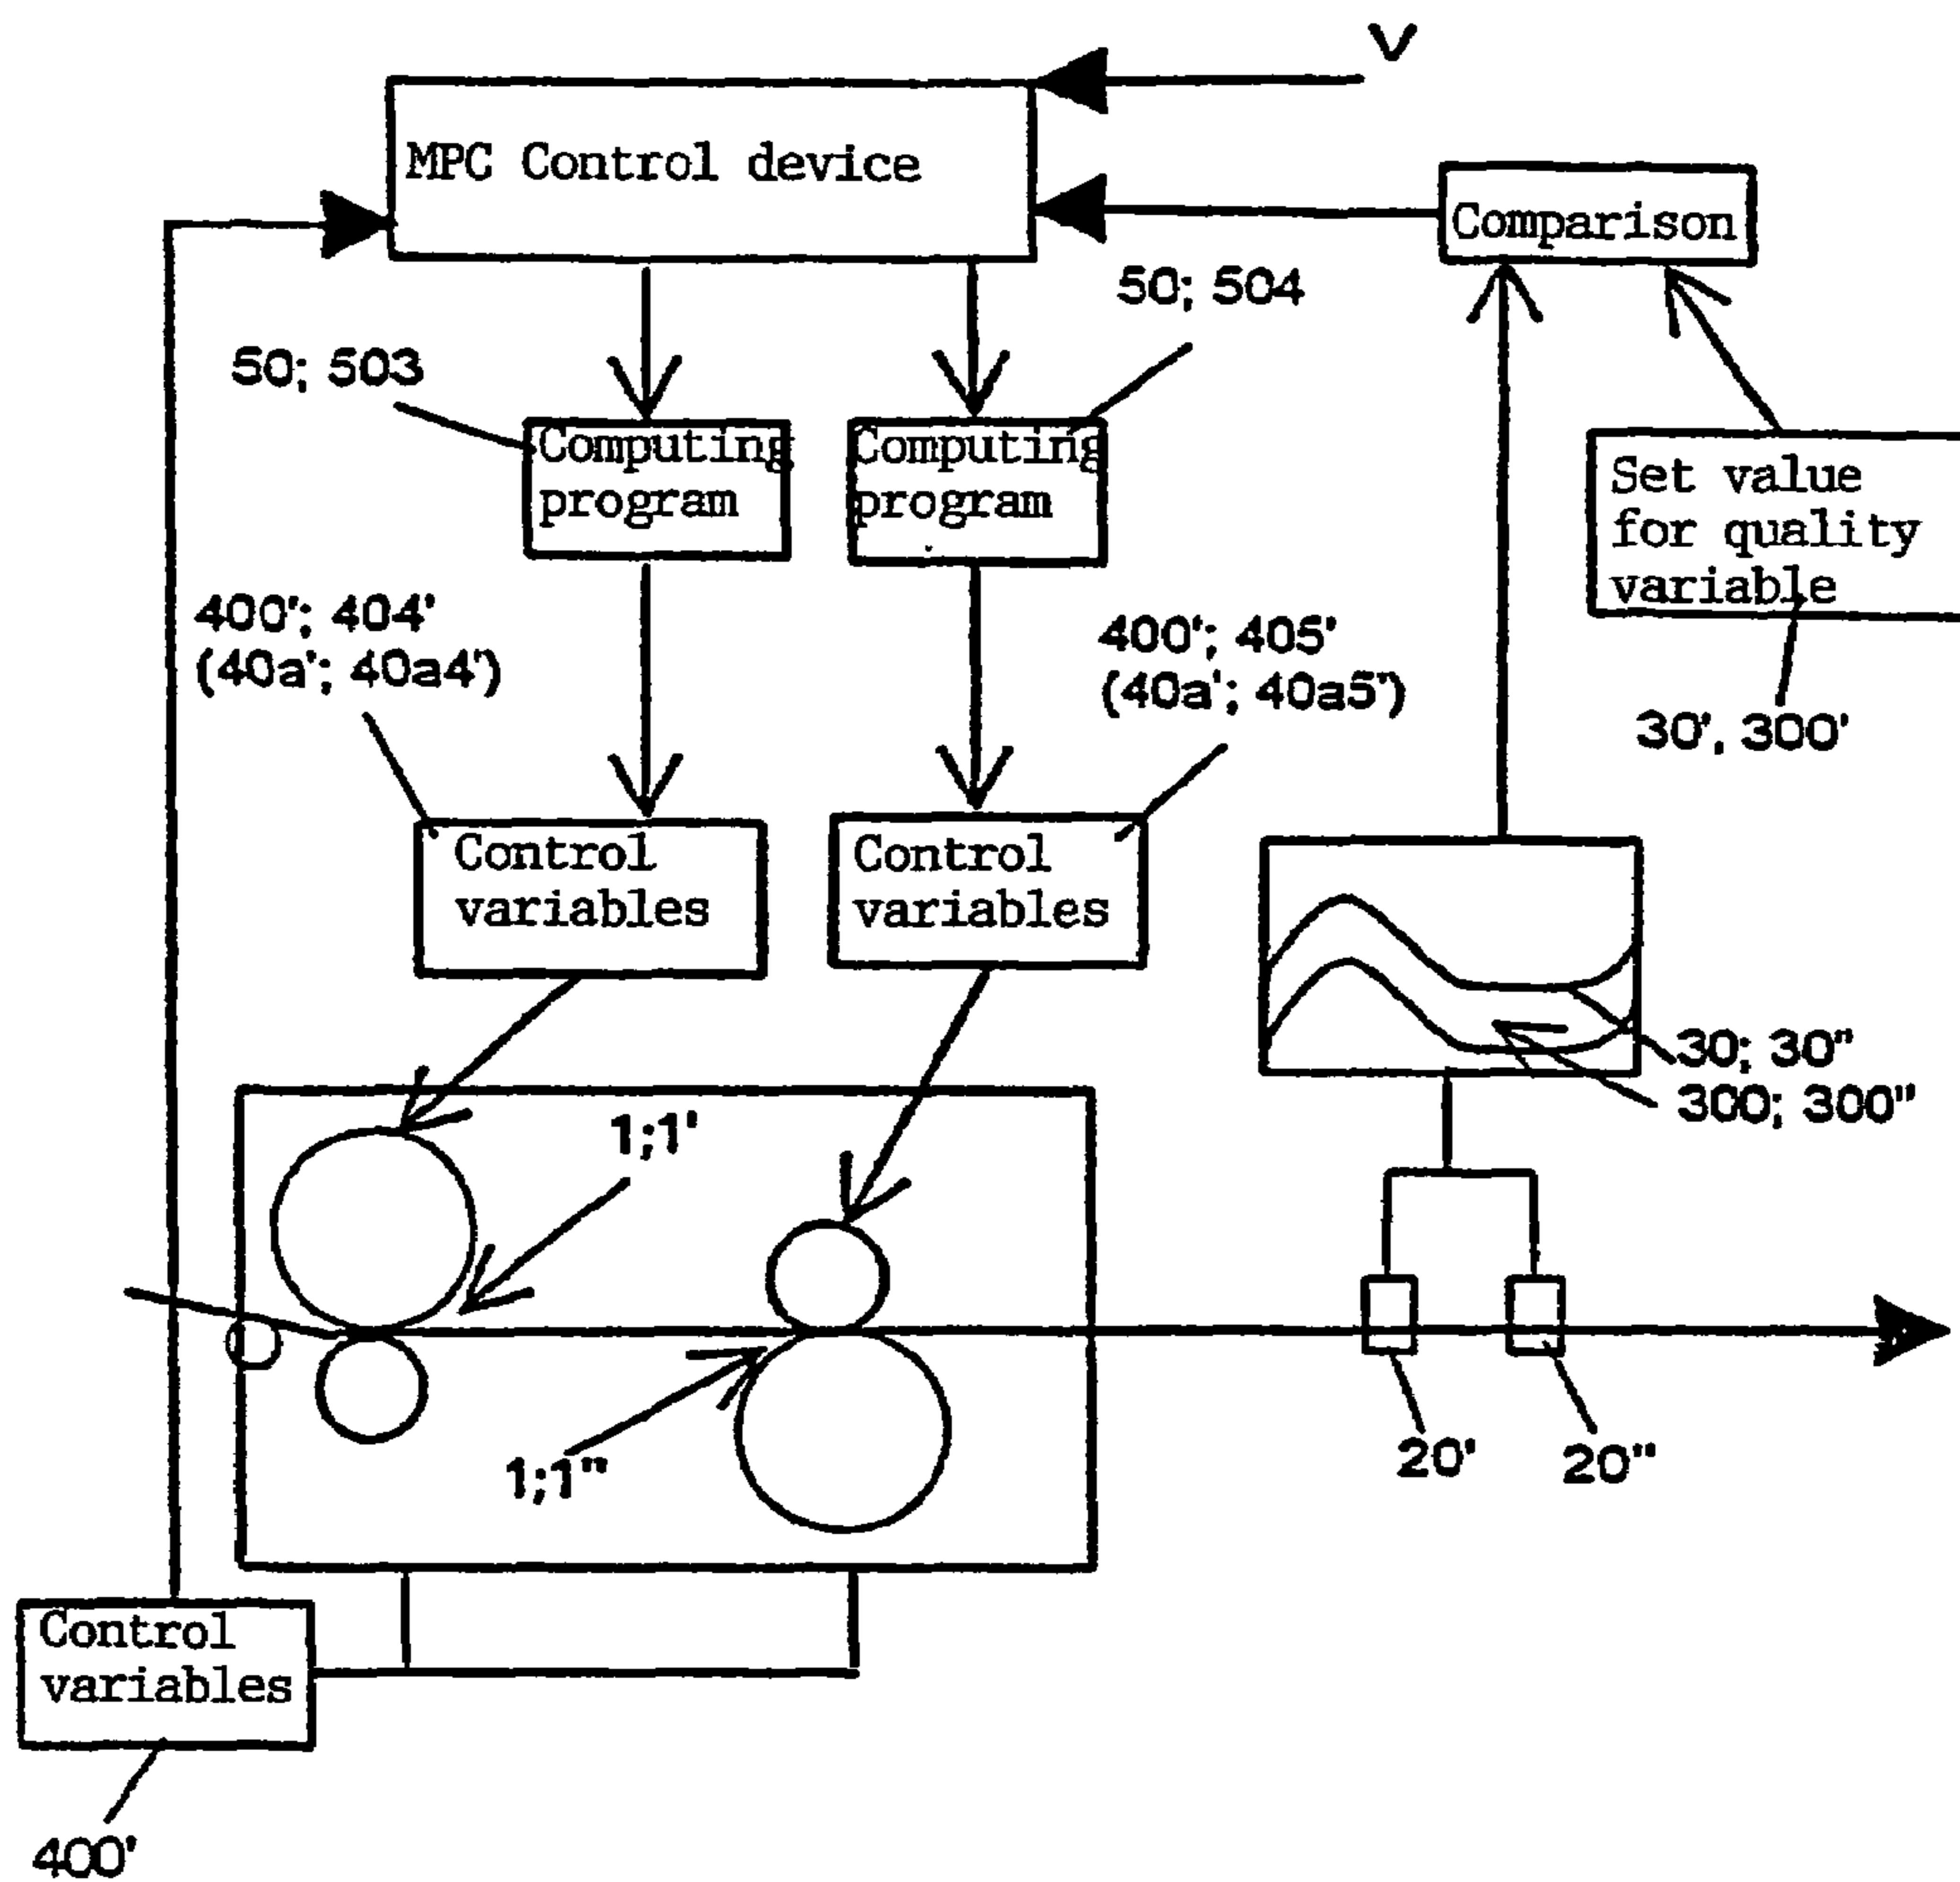 V
MPC Control device
Comparison
50; 504
50; 503
Computing
program
Computing
program
Set value
for quality
variable
400'; 404'
(40a'; 40a4')
400'; 405'
(40a'; 40a5')
30', 300'
Control
variables
Control
variables
30; 30"
300; 300"
1;1'
1;1"
20'
20"
Control
variables
400'